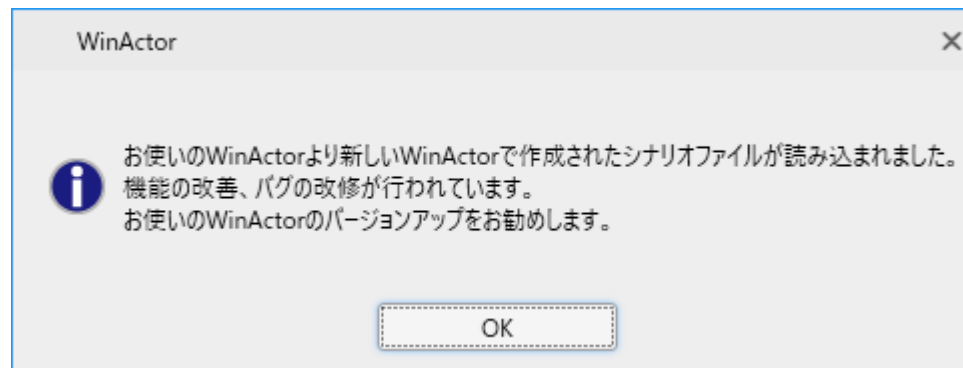 WinActor
お使いのWinActorより新しいWinActorで作成されたシナリオファイルが読み込まれました。
機能の改善、バグの改修が行われています。
お使いのWinActorのバージョンアップをお勧めします。
OK